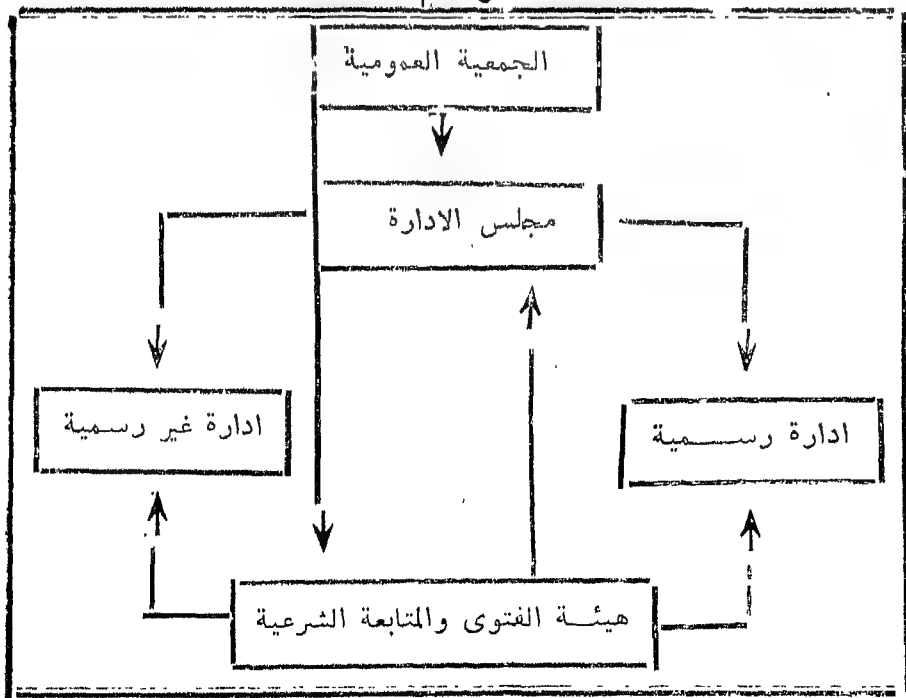 الجمعية العمومية
مجلس الادارة
ادارة رسمية
ادارة غير رسمية
هيئة الفتوى والمتابعة الشرعية